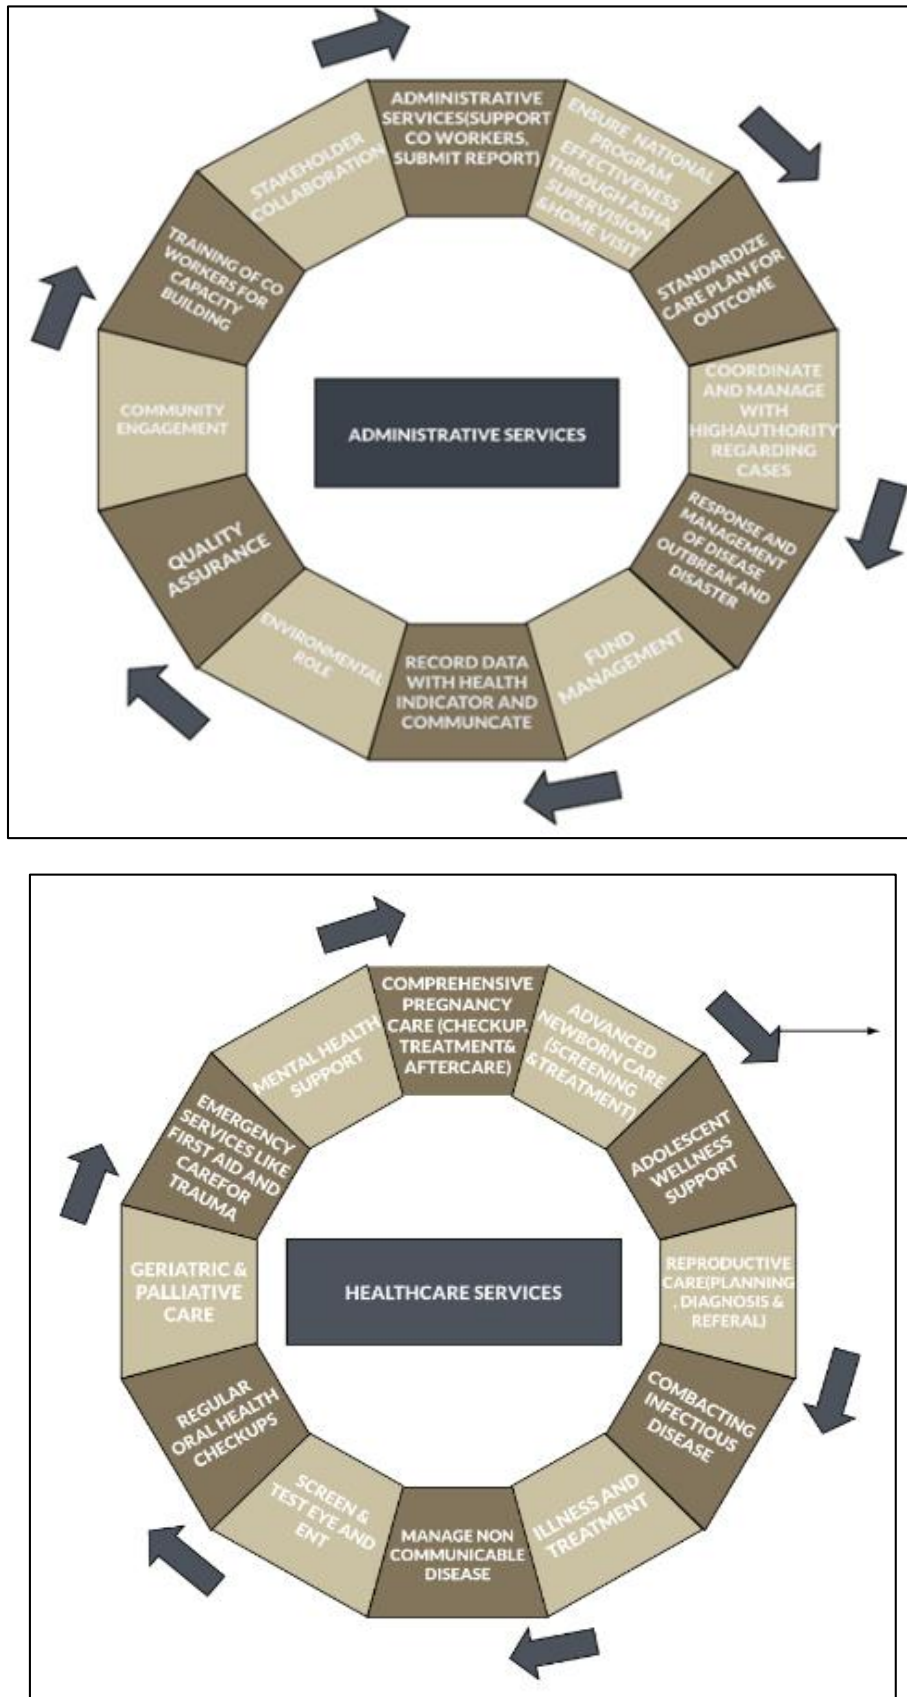 ADMINISTRATIVE
SERVICES(SUPPORT
CO WORKERS,
SUBMIT REPORT)
ENSURE NATIONAL
PROGRAM
EFFECTIVENESS
THROUGH ASHA
SUPERVISION
&HOME VISIT
STANDARDIZE
CARE PLAN FOR
OUTCOME
COORDINATE
AND MANAGE
WITH
HIGHAUTHORITY
REGARDING
CASES
RESPONSE AND
MANAGEMENT
OF DISEASE
OUTBREAK AND
DISASTER
FUND
MANAGEMENT
RECORD DATA
WITH HEALTH
INDICATOR AND
COMMUNCATE
ENVIRONMENTAL
ROLE
QUALITY
ASSURANCE
COMMUNITY
ENGAGEMENT
TRAINING OF CO
WORKERS FOR
CAPACITY
BUILDING
STAKEHOLDER
COLLABORATION
ADMINISTRATIVE SERVICES
COMPREHENSIVE
PREGNANCY
CARE (CHECKUP,
TREATMENT&
AFTERCARE)
ADVANCED
NEWBORN CARE
(SCREENING
&TREATMENT)
ADOLESCENT
WELLNESS
SUPPORT
REPRODUCTIVE
CARE(PLANNING
, DIAGNOSIS &
REFERAL)
COMBACTING
INFECTIOUS
DISEASE
ILLNESS AND
TREATMENT
MANAGE NON
COMMUNICABLE
DISEASE
SCREEN &
TEST EYE AND
ENT
REGULAR
ORAL HEALTH
CHECKUPS
GERIATRIC &
PALLIATIVE
CARE
EMERGENCY
SERVICES LIKE
FIRST AID AND
CAREFOR
TRAUMA
MENTAL HEALTH
SUPPORT
HEALTHCARE SERVICES